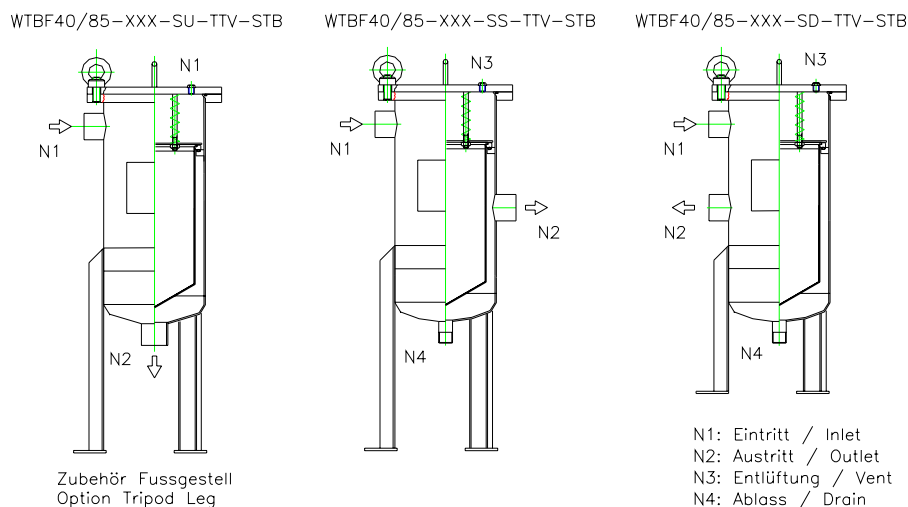 WTBF40/85-XXX-SU-TTV-STB
WTBF40/85-XXX-SS-TTV-STB
WTBF40/85-XXX-SD-TTV-STB
N1
N3
N3
N1
N1
N1
N2
N2
N2
N4
N4
N1: Eintritt / Inlet
N2: Austritt / Outlet
N3: Entlüftung / Vent
N4: Ablass / Drain
Zubehör Fussgestell
Option Tripod Leg